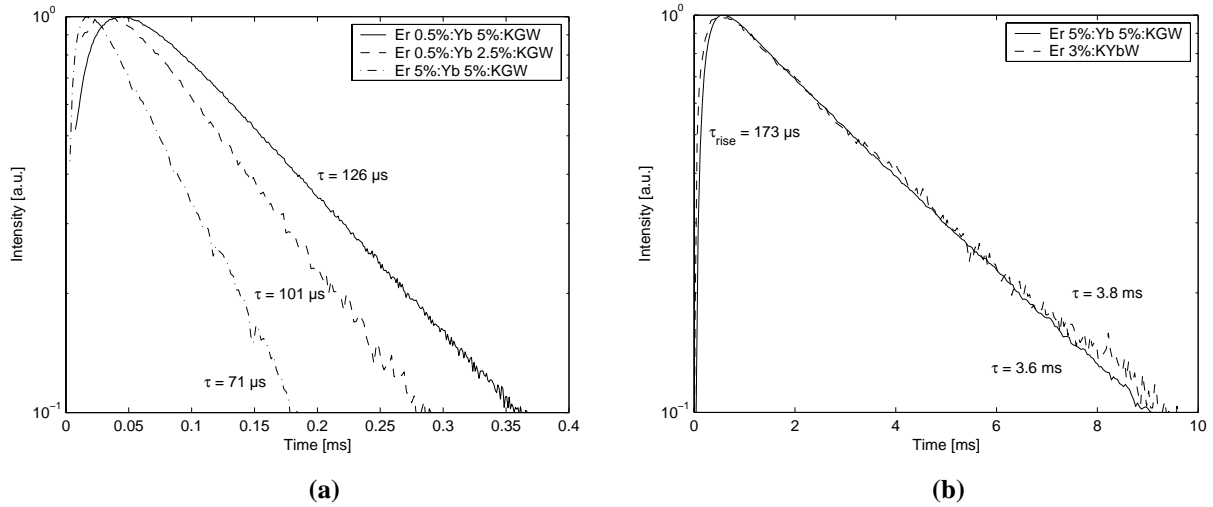 10^0
Er 0.5%:Yb 5%:KGW
Er 0.5%:Yb 2.5%:KGW
Er 5%:Yb 5%:KGW
τ = 126 μs
τ = 101 μs
τ = 71 μs
10^-1
0 0.05 0.1 0.15 0.2 0.25 0.3 0.35 0.4
Time [ms]
Intensity [a.u.]
(a)
10^0
Er 5%:Yb 5%:KGW
Er 3%:KYbW
τrise = 173 μs
τ = 3.8 ms
τ = 3.6 ms
10^-1
0 2 4 6 8 10
Time [ms]
Intensity [a.u.]
(b)